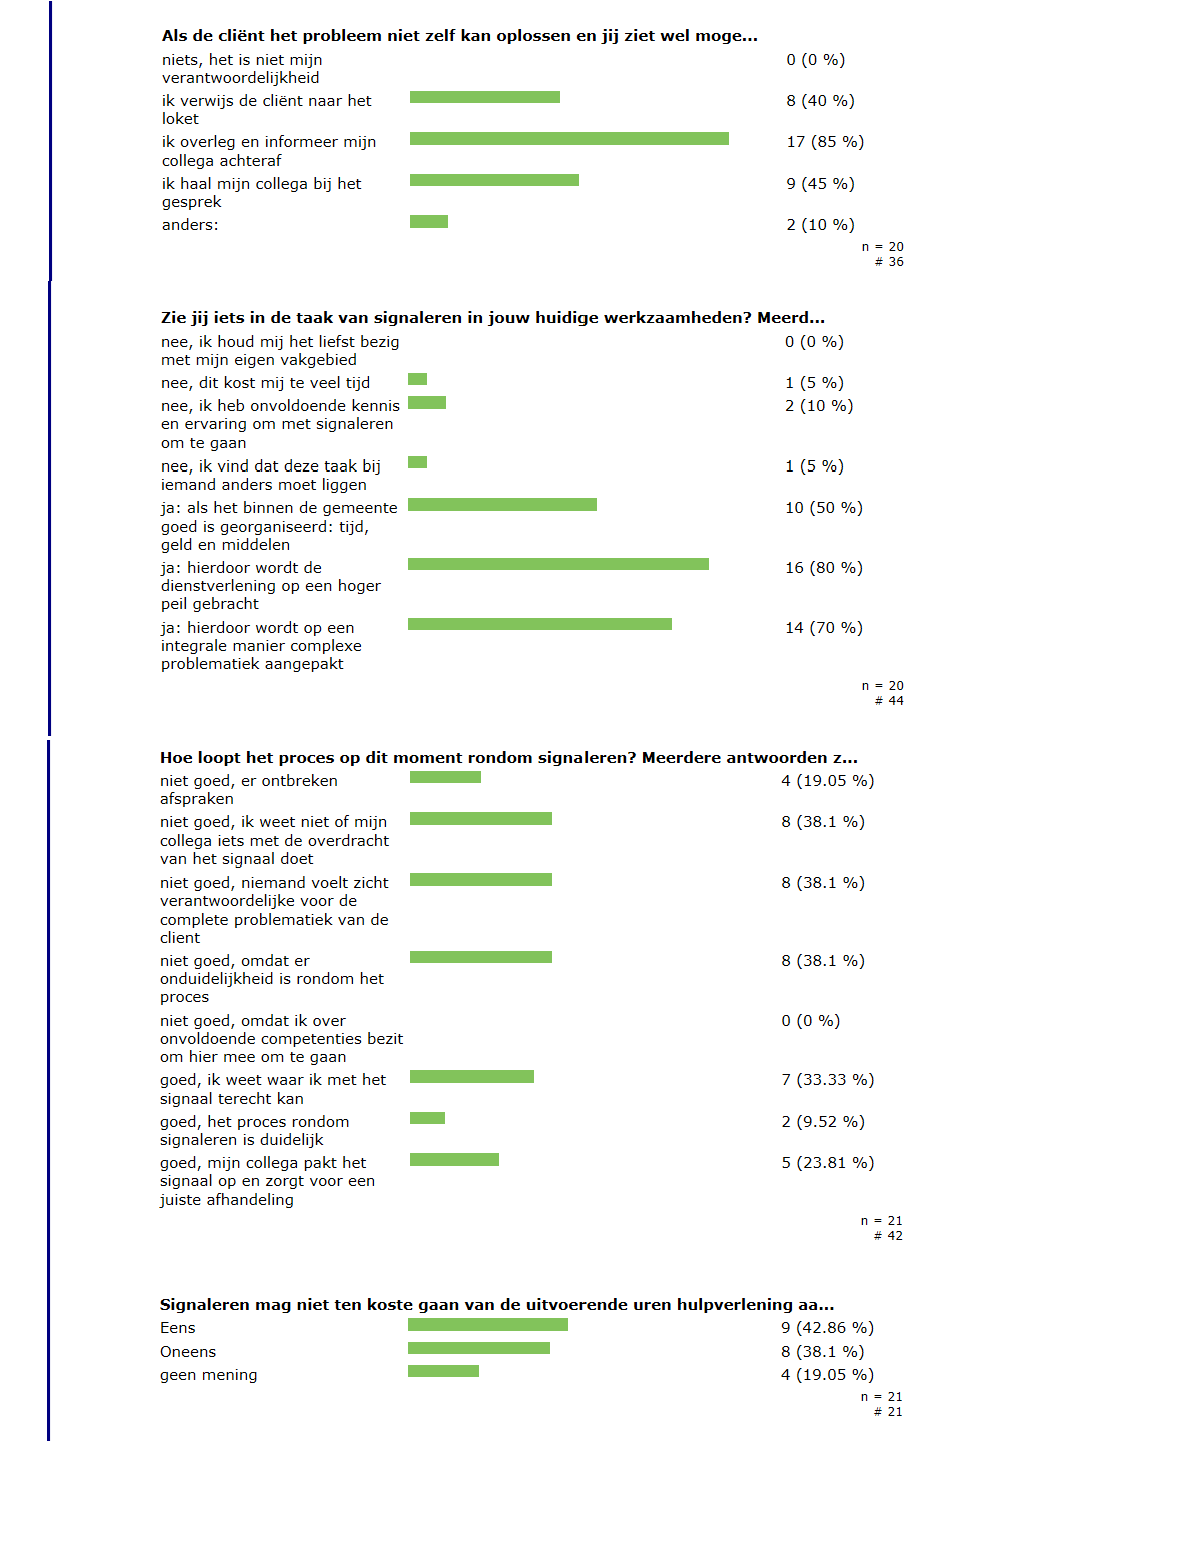 Als de cliënt het probleem niet zelf kan oplossen en jij ziet wel moge...
niets, het is niet mijn 0 (0 %)
verantwoordelijkheid
ik verwijs de cliënt naar het 8 (40 %)
loket
ik overleg en informeer mijn 17 (85 %)
collega achteraf
ik haal mijn collega bij het 9 (45 %)
gesprek
anders: 2 (10 %)
n = 20
# 36
Zie jij iets in de taak van signaleren in jouw huidige werkzaamheden? Meerd...
nee, ik houd mij het liefst bezig 0 (0 %)
met mijn eigen vakgebied
nee, dit kost mij te veel tijd 1 (5 %)
nee, ik heb onvoldoende kennis 2 (10 %)
en ervaring om met signaleren
om te gaan
nee, ik vind dat deze taak bij 1 (5 %)
iemand anders moet liggen
ja: als het binnen de gemeente 10 (50 %)
goed is georganiseerd: tijd,
geld en middelen
ja: hierdoor wordt de 16 (80 %)
dienstverlening op een hoger
peil gebracht
ja: hierdoor wordt op een 14 (70 %)
integrale manier complexe
problematiek aangepakt
n = 20
# 44
Hoe loopt het proces op dit moment rondom signaleren? Meerdere antwoorden z...
niet goed, er ontbreken 4 (19.05 %)
afspraken
niet goed, ik weet niet of mijn 8 (38.1 %)
collega iets met de overdracht
van het signaal doet
niet goed, niemand voelt zicht 8 (38.1 %)
verantwoordelijke voor de
complete problematiek van de
client
niet goed, omdat er 8 (38.1 %)
onduidelijkheid is rondom het
proces
niet goed, omdat ik over 0 (0 %)
onvoldoende competenties bezit
om hier mee om te gaan
goed, ik weet waar ik met het 7 (33.33 %)
signaal terecht kan
goed, het proces rondom 2 (9.52 %)
signaleren is duidelijk
goed, mijn collega pakt het 5 (23.81 %)
signaal op en zorgt voor een
juiste afhandeling
n = 21
# 42
Signaleren mag niet ten koste gaan van de uitvoerende uren hulpverlening aa...
Eens 9 (42.86 %)
Oneens 8 (38.1 %)
geen mening 4 (19.05 %)
n = 21
# 21